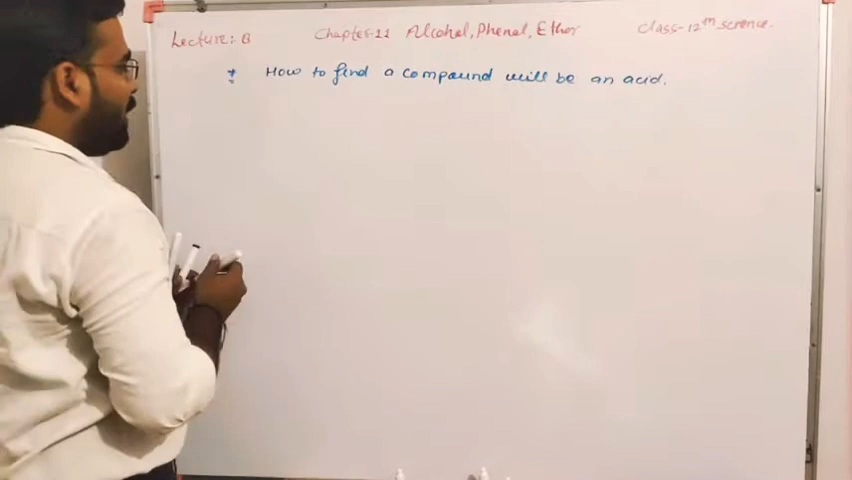 Lecture: 8 Chapter-11 Alcohol, Phenol, Ether Class-12th science.
* How to find a compound will be an acid.